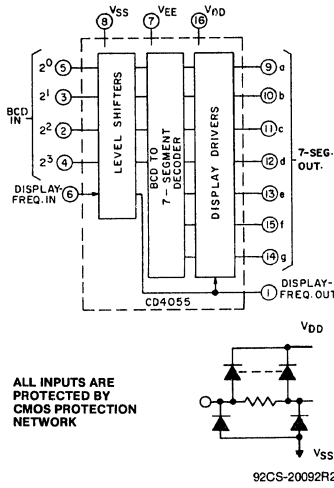 VSS VEE VDD
8 7 16
2⁰ 5
2¹ 3
2² 2
2³ 4
BCD
IN
DISPLAY-
FREQ. IN 6
LEVEL SHIFTERS
BCD TO
7-SEGMENT
DECODER
DISPLAY DRIVERS
9 a
10 b
11 c
12 d
13 e
15 f
14 g
7-SEG.
OUT.
1 DISPLAY-
FREQ. OUT
CD4055
VDD
ALL INPUTS ARE
PROTECTED BY
CMOS PROTECTION
NETWORK
VSS
92CS-20092R2